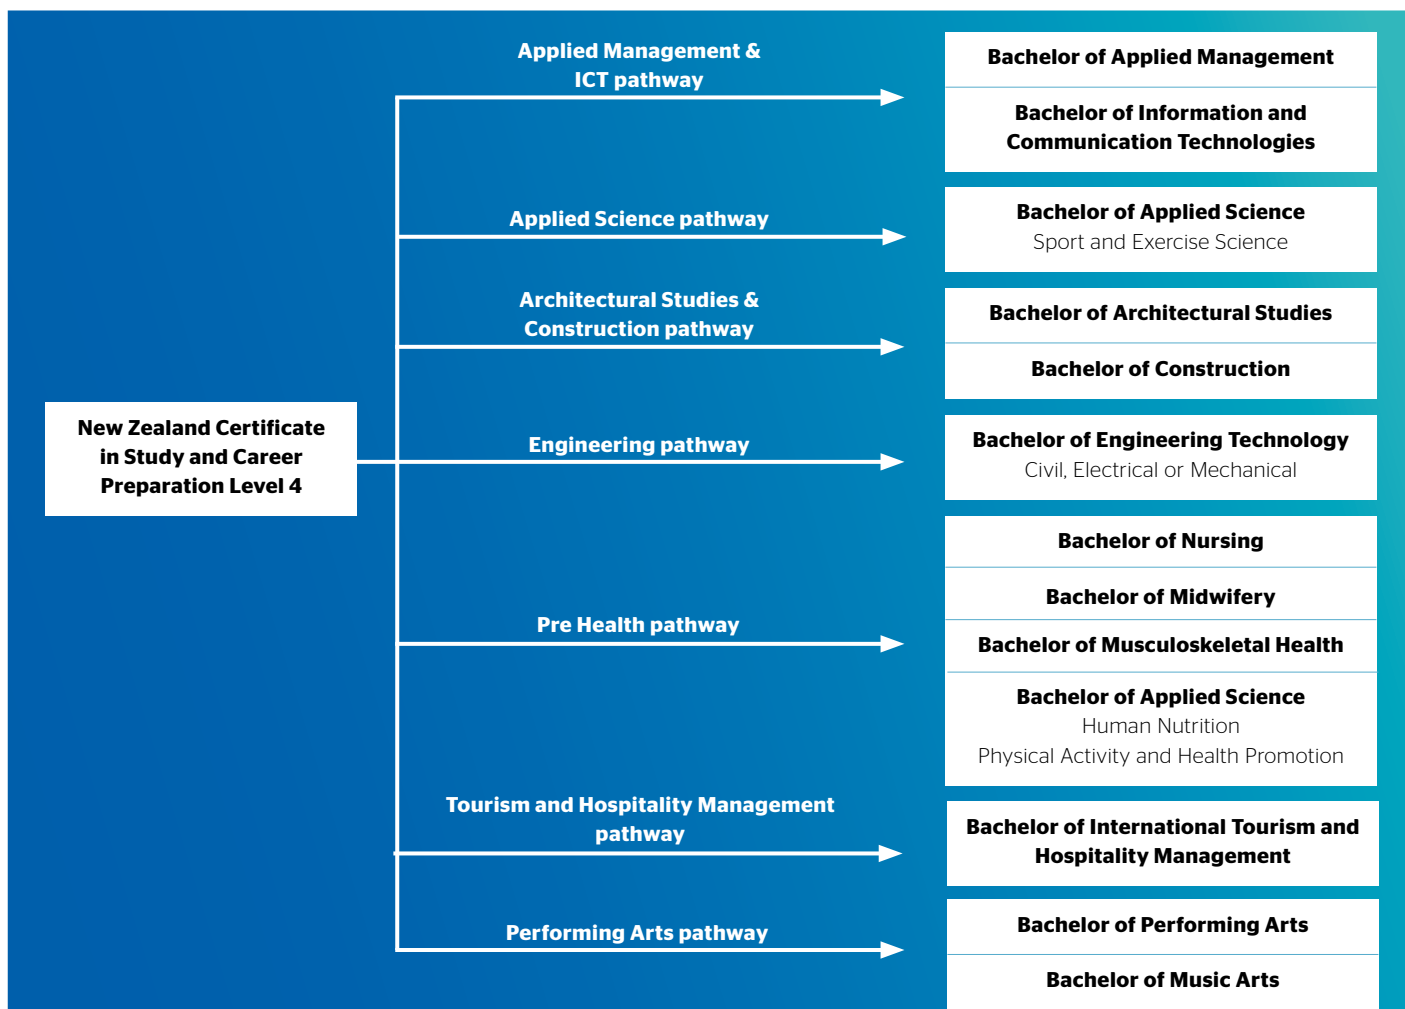 Applied Management &
ICT pathway
Bachelor of Applied Management
Bachelor of Information and
Communication Technologies
Applied Science pathway
Bachelor of Applied Science
Sport and Exercise Science
Architectural Studies &
Construction pathway
Bachelor of Architectural Studies
Bachelor of Construction
New Zealand Certificate
in Study and Career
Preparation Level 4
Engineering pathway
Bachelor of Engineering Technology
Civil, Electrical or Mechanical
Pre Health pathway
Bachelor of Nursing
Bachelor of Midwifery
Bachelor of Musculoskeletal Health
Bachelor of Applied Science
Human Nutrition
Physical Activity and Health Promotion
Tourism and Hospitality Management
pathway
Bachelor of International Tourism and
Hospitality Management
Performing Arts pathway
Bachelor of Performing Arts
Bachelor of Music Arts